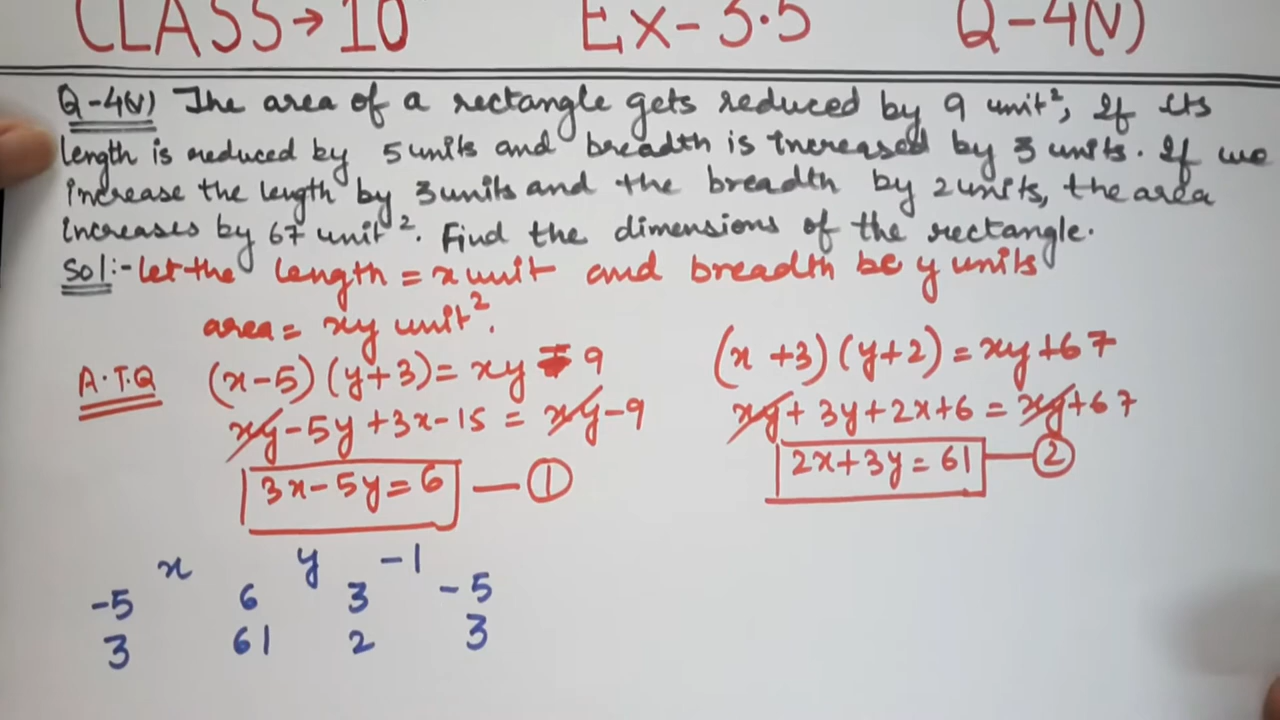 CLASS→10 Ex-3.5 Q-4(V)
Q-4(V) The area of a rectangle gets reduced by 9 unit², If its
length is reduced by 5 units and breadth is increased by 3 units. If we
increase the length by 3 units and the breadth by 2 units, the area
increases by 67 unit². Find the dimensions of the rectangle.
Sol:- Let the length = x unit and breadth be y units
area = xy unit².
A.T.Q (x-5)(y+3) = xy - 9 (x+3)(y+2) = xy+67
xy-5y+3x-15 = xy-9 xy+3y+2x+6 = xy+67
3x-5y=6 — ① 2x+3y=61 — ②
x y -1
-5 6 3 -5
3 61 2 3